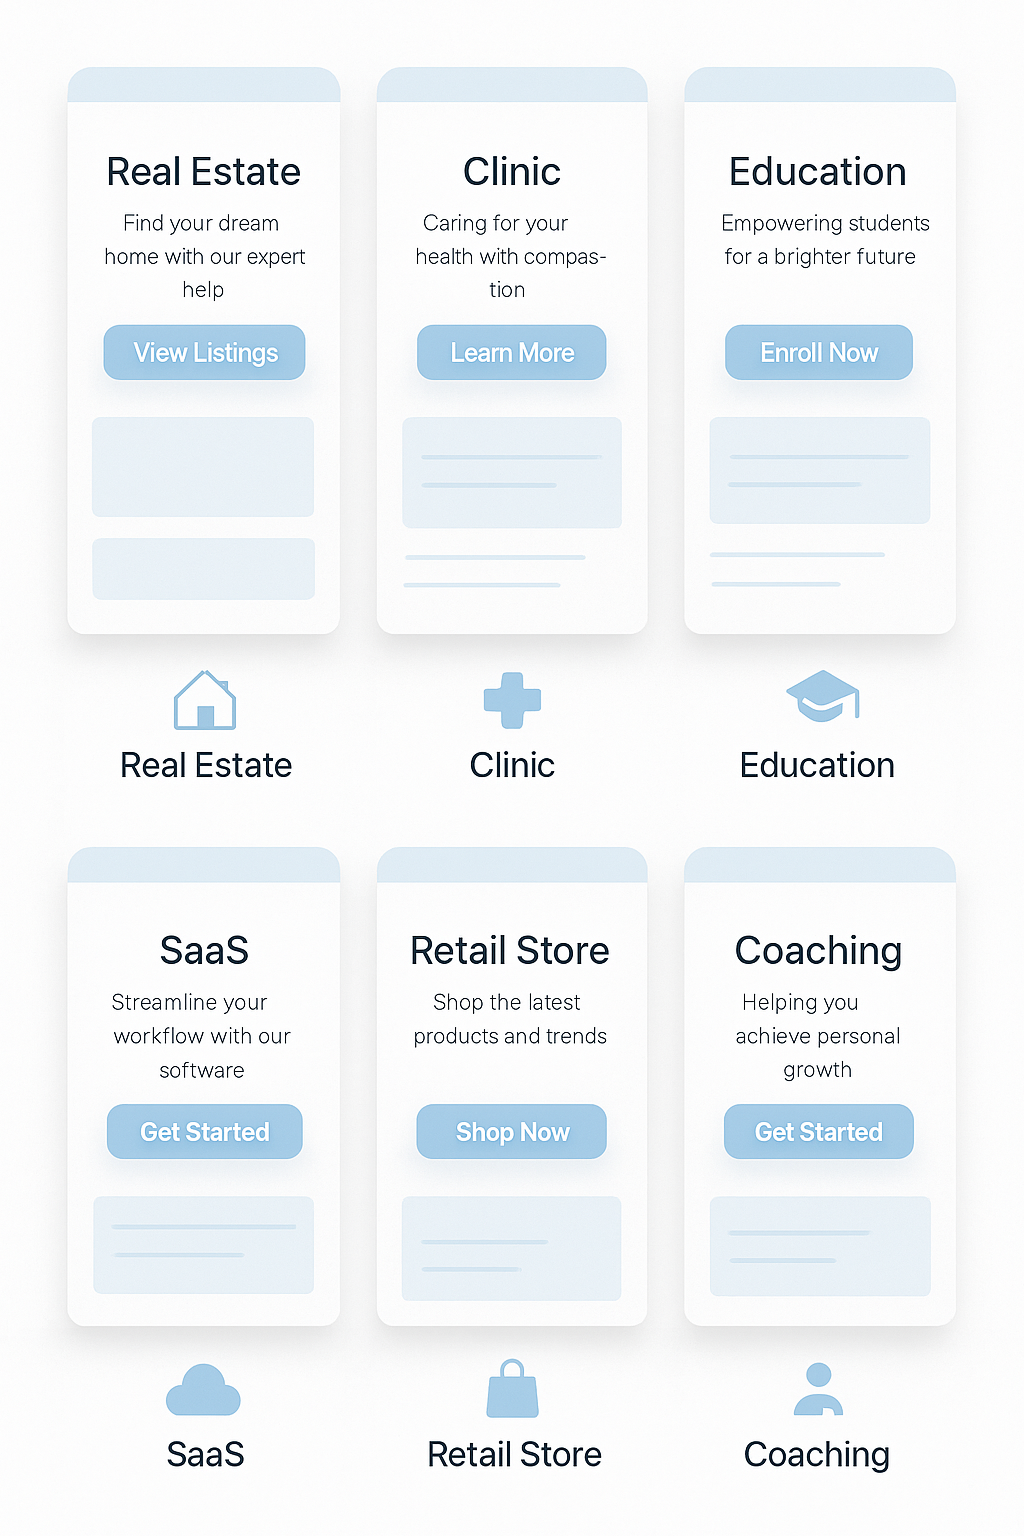 Real Estate
Find your dream
home with our expert
help
View Listings
Clinic
Caring for your
health with compas-
tion
Learn More
Education
Empowering students
for a brighter future
Enroll Now
Real Estate
Clinic
Education
SaaS
Streamline your
workflow with our
software
Get Started
Retail Store
Shop the latest
products and trends
Shop Now
Coaching
Helping you
achieve personal
growth
Get Started
SaaS
Retail Store
Coaching